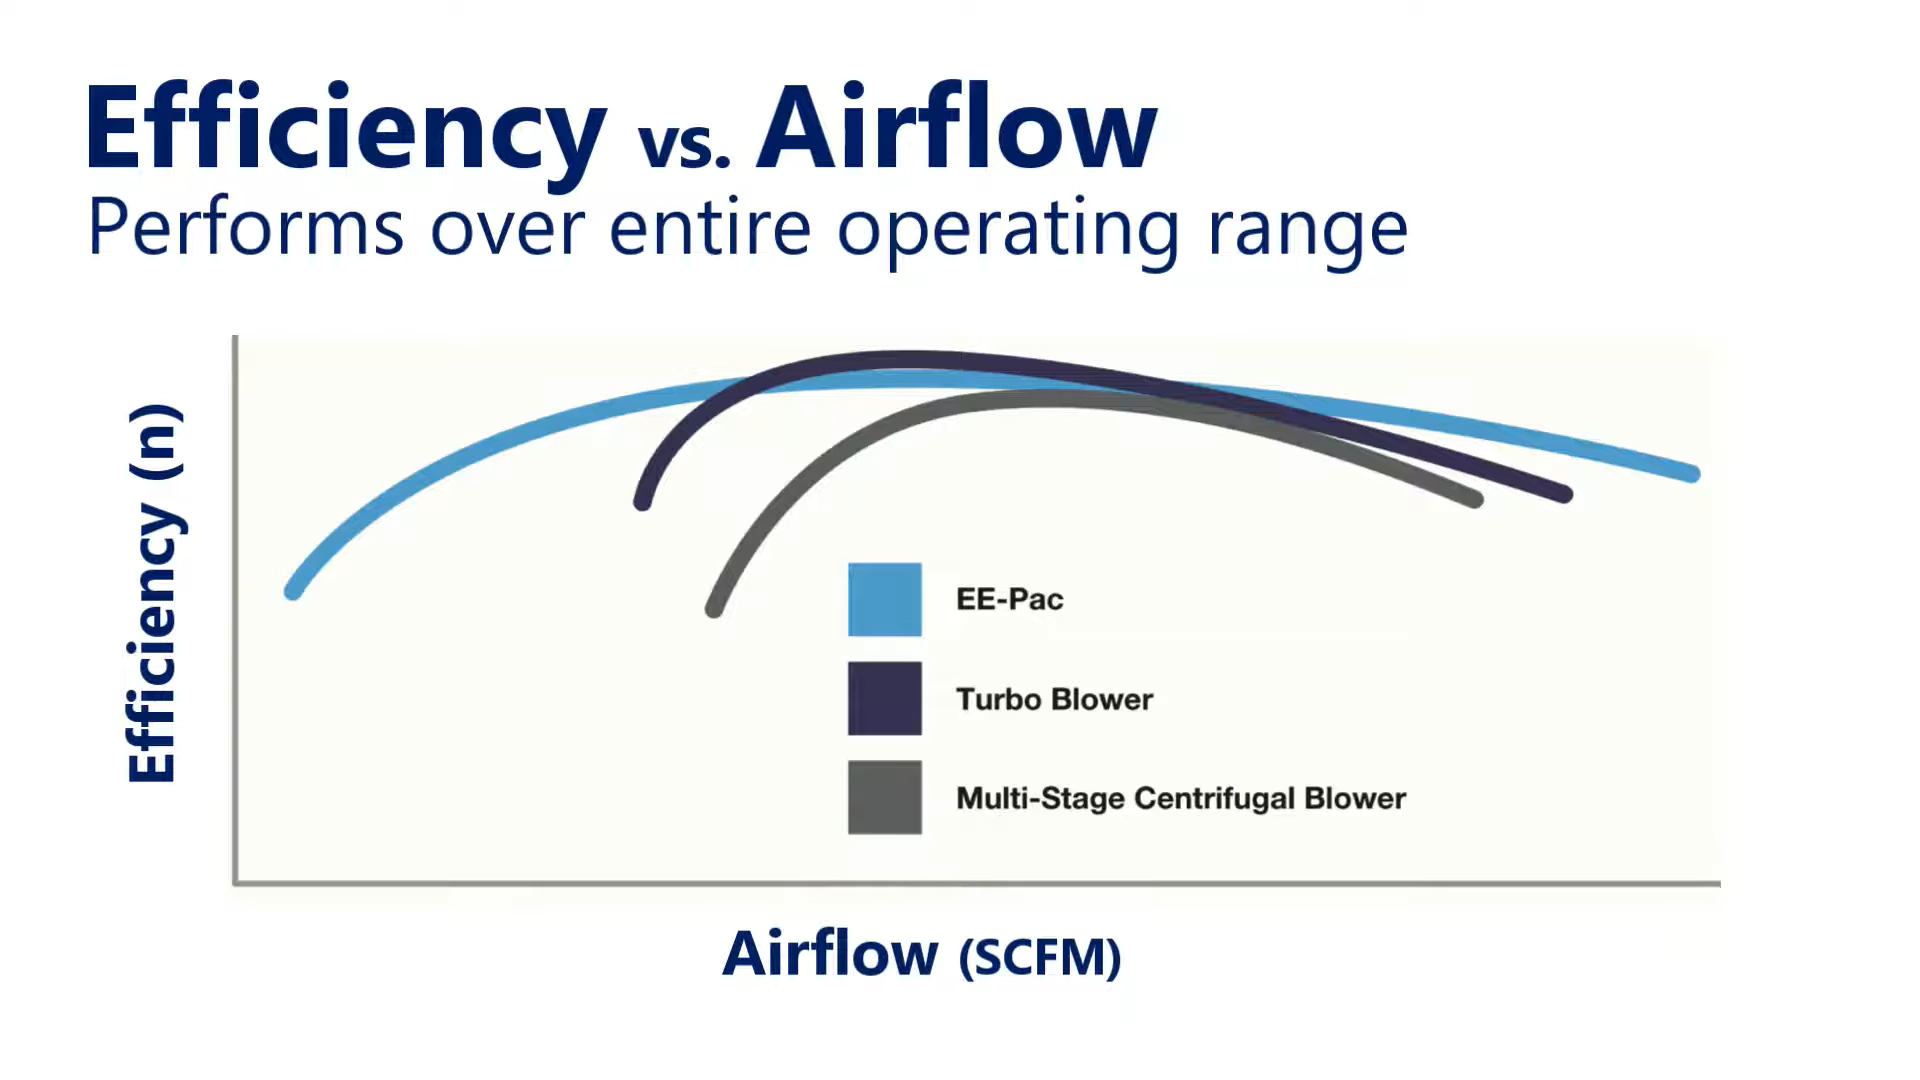 Efficiency vs. Airflow
Performs over entire operating range
Efficiency (n)
EE-Pac
Turbo Blower
Multi-Stage Centrifugal Blower
Airflow (SCFM)